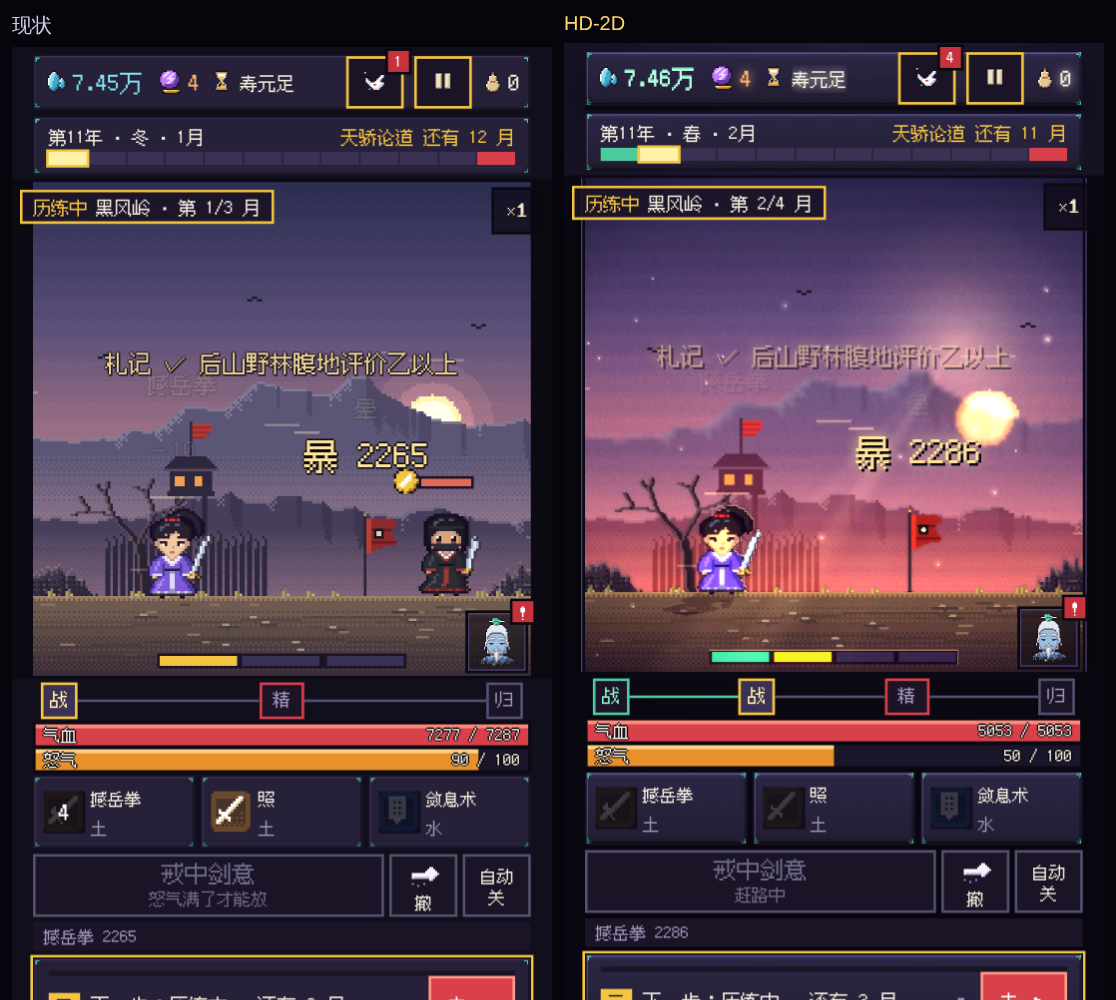 现状
7.45万 4 寿元足 1 0
第11年 · 冬 · 1月 天骄论道 还有 12 月
历练中 黑风岭 · 第 1/3 月 ×1
札记 ✓ 后山野林腹地评价乙以上
撼岳拳
晕
暴 2265
!
战 精 归
气血 7277 / 7287
怒气 90 / 100
4 撼岳拳 土
照 土
敛息术 水
戒中剑意
怒气满了才能放
撤
自动
关
撼岳拳 2265
HD-2D
7.46万 4 寿元足 4 0
第11年 · 春 · 2月 天骄论道 还有 11 月
历练中 黑风岭 · 第 2/4 月 ×1
札记 ✓ 后山野林腹地评价乙以上
撼岳拳
暴 2286
!
战 战 精 归
气血 5053 / 5053
怒气 50 / 100
撼岳拳 土
照 土
敛息术 水
戒中剑意
赶路中
撤
自动
关
撼岳拳 2286